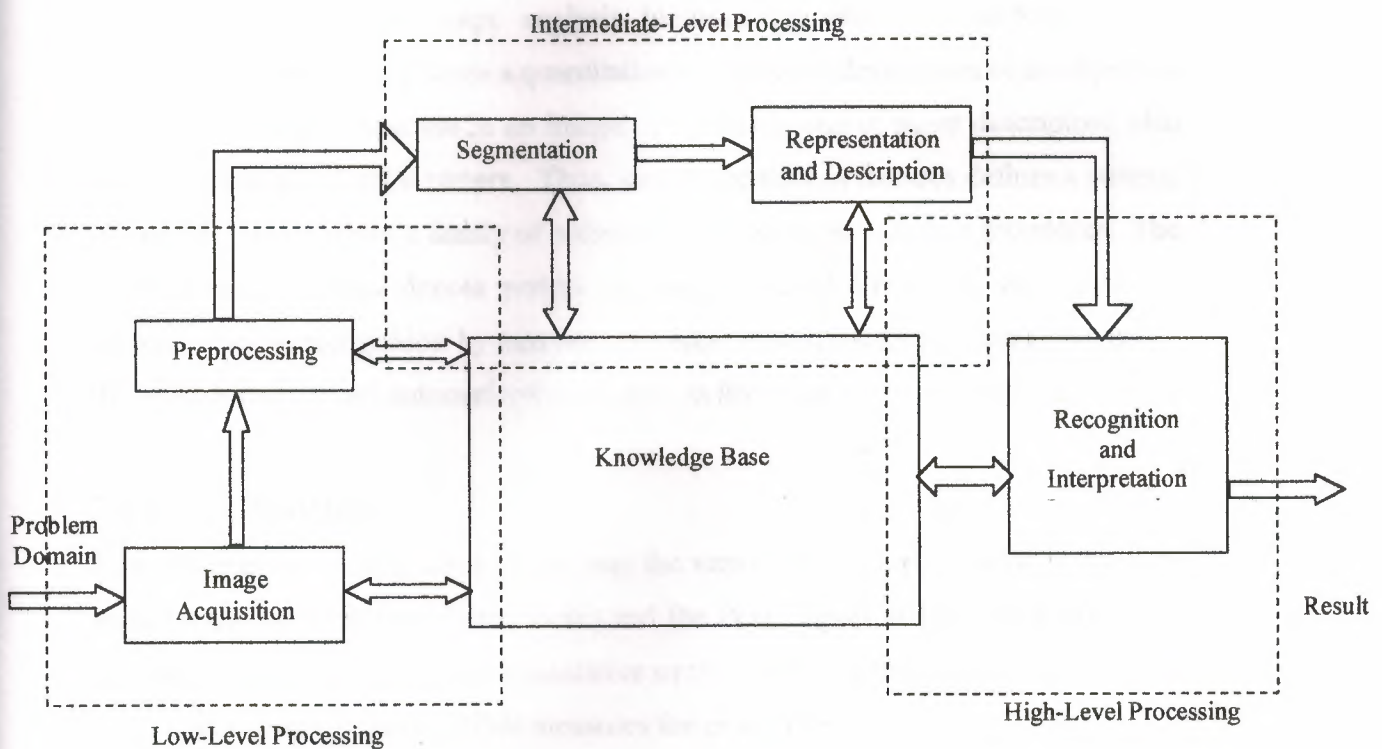 Intermediate-Level Processing
Segmentation
Representation
and Description
Preprocessing
Knowledge Base
Recognition
and
Interpretation
Problem
Domain
Image
Acquisition
Result
High-Level Processing
Low-Level Processing